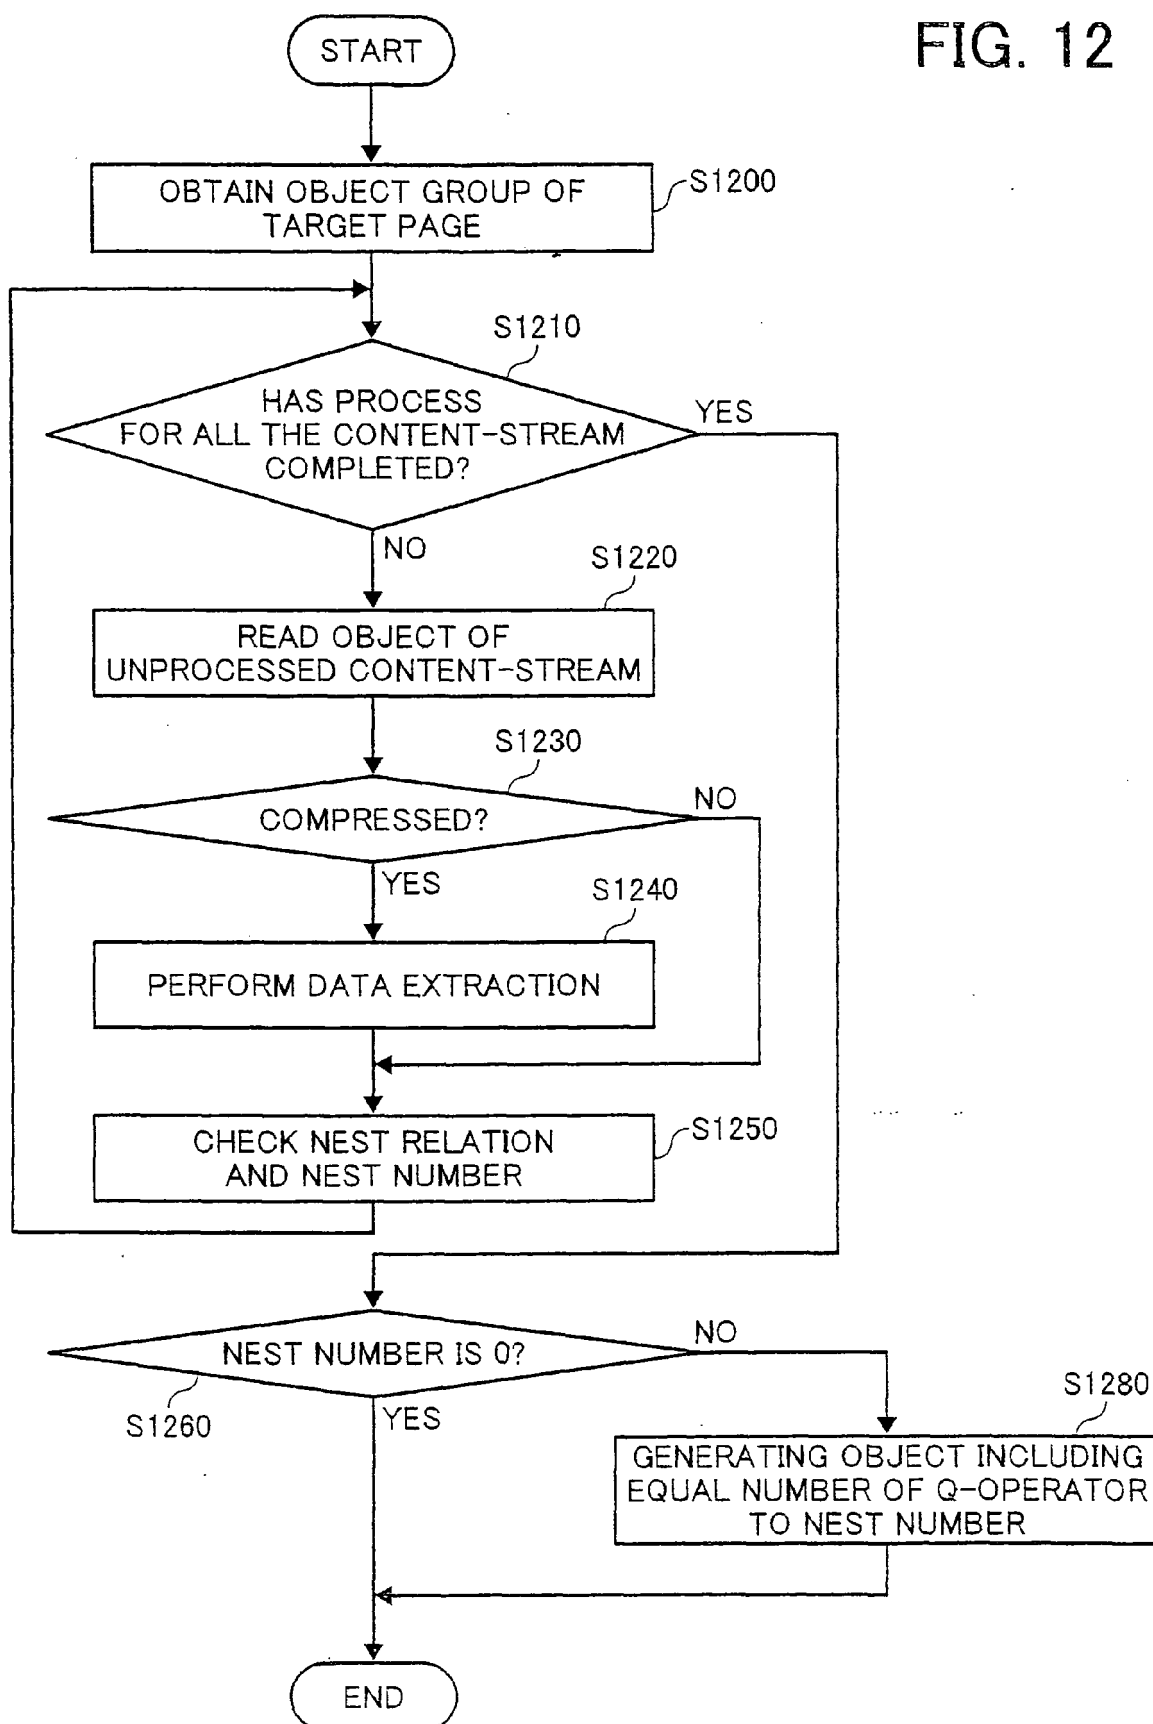 FIG. 12
START
OBTAIN OBJECT GROUP OF
TARGET PAGE
S1200
S1210
HAS PROCESS
FOR ALL THE CONTENT-STREAM
COMPLETED?
YES
NO
S1220
READ OBJECT OF
UNPROCESSED CONTENT-STREAM
S1230
COMPRESSED?
NO
YES
S1240
PERFORM DATA EXTRACTION
CHECK NEST RELATION
AND NEST NUMBER
S1250
NEST NUMBER IS 0?
NO
S1260
YES
S1280
GENERATING OBJECT INCLUDING
EQUAL NUMBER OF Q-OPERATOR
TO NEST NUMBER
END